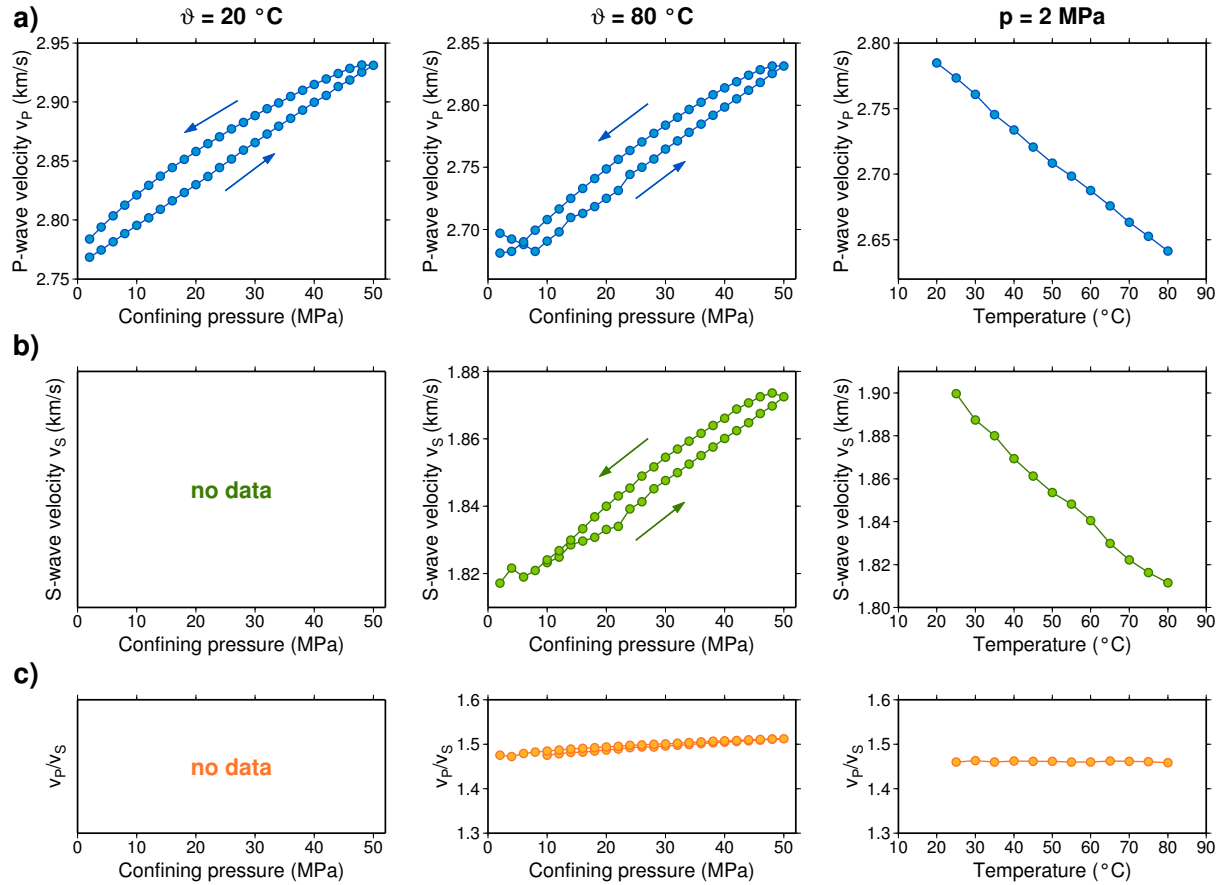 a)
ϑ = 20 °C
ϑ = 80 °C
p = 2 MPa
P-wave velocity vP (km/s)
2.95
2.90
2.85
2.80
2.75
0 10 20 30 40 50
Confining pressure (MPa)
P-wave velocity vP (km/s)
2.85
2.80
2.75
2.70
0 10 20 30 40 50
Confining pressure (MPa)
P-wave velocity vP (km/s)
2.80
2.75
2.70
2.65
10 20 30 40 50 60 70 80 90
Temperature (°C)
b)
S-wave velocity vS (km/s)
no data
0 10 20 30 40 50
Confining pressure (MPa)
S-wave velocity vS (km/s)
1.88
1.86
1.84
1.82
0 10 20 30 40 50
Confining pressure (MPa)
S-wave velocity vS (km/s)
1.90
1.88
1.86
1.84
1.82
1.80
10 20 30 40 50 60 70 80 90
Temperature (°C)
c)
vP/vS
no data
0 10 20 30 40 50
Confining pressure (MPa)
vP/vS
1.6
1.5
1.4
1.3
0 10 20 30 40 50
Confining pressure (MPa)
vP/vS
1.6
1.5
1.4
1.3
10 20 30 40 50 60 70 80 90
Temperature (°C)